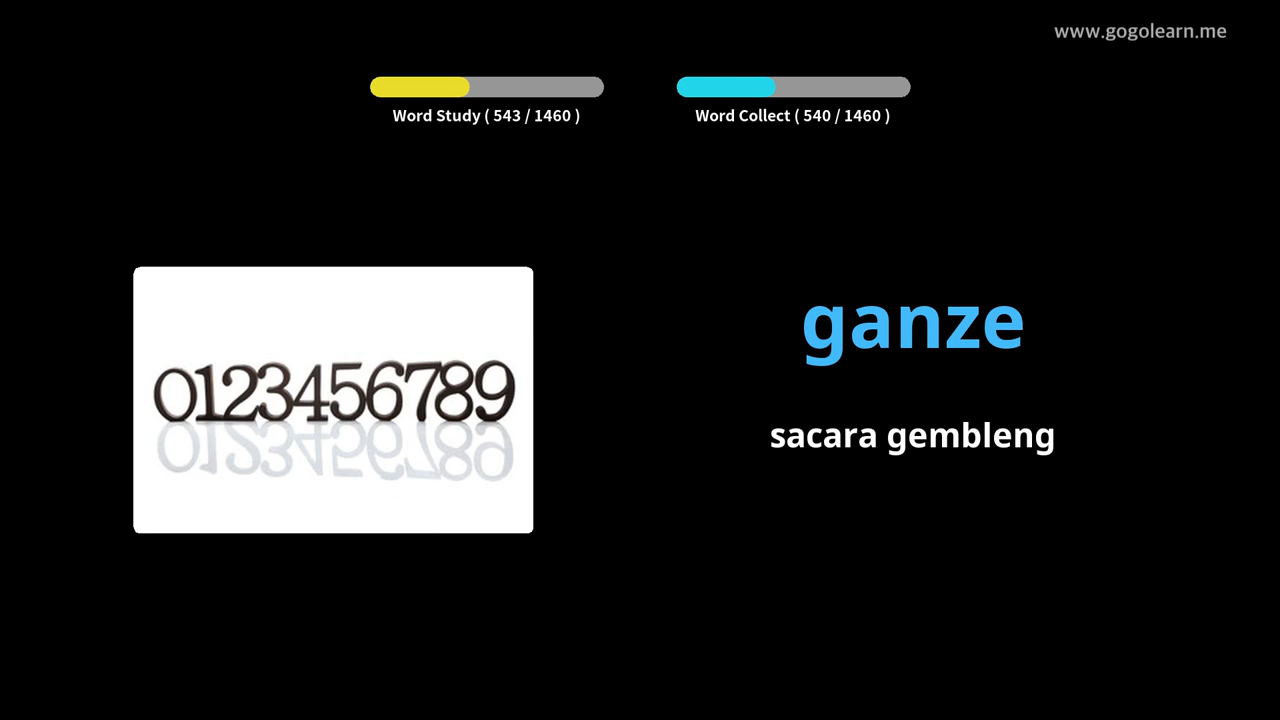 www.gogolearn.me
Word Study ( 543 / 1460 )
Word Collect ( 540 / 1460 )
0123456789
ganze
sacara gembleng